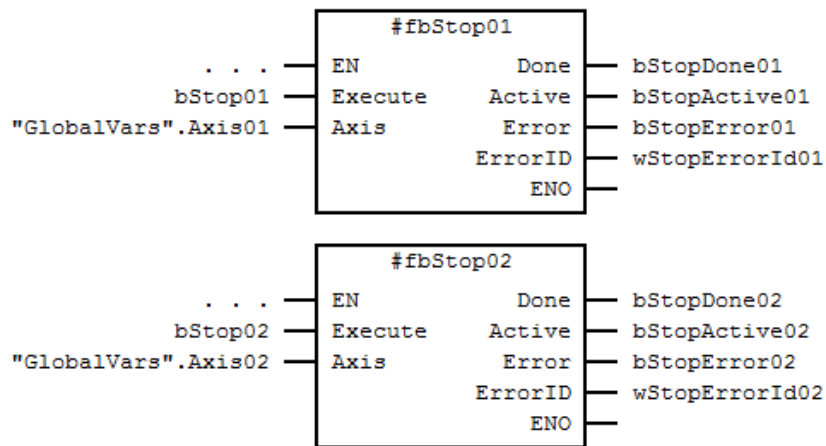 #fbStop01
. . . EN Done bStopDone01
bStop01 Execute Active bStopActive01
"GlobalVars".Axis01 Axis Error bStopError01
ErrorID wStopErrorId01
ENO
#fbStop02
. . . EN Done bStopDone02
bStop02 Execute Active bStopActive02
"GlobalVars".Axis02 Axis Error bStopError02
ErrorID wStopErrorId02
ENO